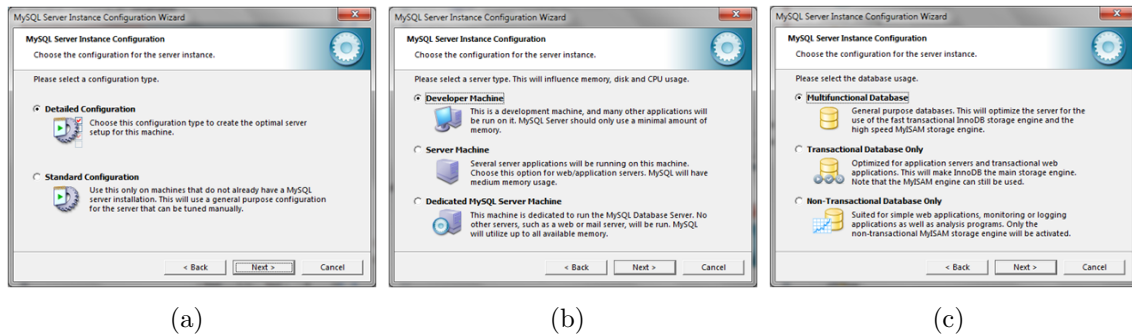 MySQL Server Instance Configuration Wizard
MySQL Server Instance Configuration
Choose the configuration for the server instance.
Please select a configuration type.
Detailed Configuration
Choose this configuration type to create the optimal server
setup for this machine.
Standard Configuration
Use this only on machines that do not already have a MySQL
server installation. This will use a general purpose configuration
for the server that can be tuned manually.
< Back
Next >
Cancel
(a)
MySQL Server Instance Configuration Wizard
MySQL Server Instance Configuration
Choose the configuration for the server instance.
Please select a server type. This will influence memory, disk and CPU usage.
Developer Machine
This is a development machine, and many other applications will
be run on it. MySQL Server should only use a minimal amount of
memory.
Server Machine
Several server applications will be running on this machine.
Choose this option for web/application servers. MySQL will have
medium memory usage.
Dedicated MySQL Server Machine
This machine is dedicated to run the MySQL Database Server. No
other servers, such as a web or mail server, will be run. MySQL
will utilize up to all available memory.
< Back
Next >
Cancel
(b)
MySQL Server Instance Configuration Wizard
MySQL Server Instance Configuration
Choose the configuration for the server instance.
Please select the database usage.
Multifunctional Database
General purpose databases. This will optimize the server for the
use of the fast transactional InnoDB storage engine and the
high speed MyISAM storage engine.
Transactional Database Only
Optimized for application servers and transactional web
applications. This will make InnoDB the main storage engine.
Note that the MyISAM engine can still be used.
Non-Transactional Database Only
Suited for simple web applications, monitoring or logging
applications as well as analysis programs. Only the
non-transactional MyISAM storage engine will be activated.
< Back
Next >
Cancel
(c)